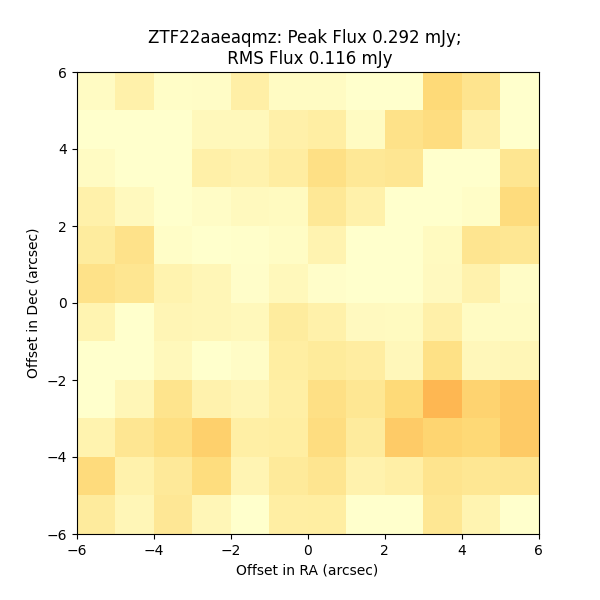 ZTF22aaeaqmz: Peak Flux 0.292 mJy;
RMS Flux 0.116 mJy
6
4
2
0
−2
−4
−6
Offset in Dec (arcsec)
−6 −4 −2 0 2 4 6
Offset in RA (arcsec)